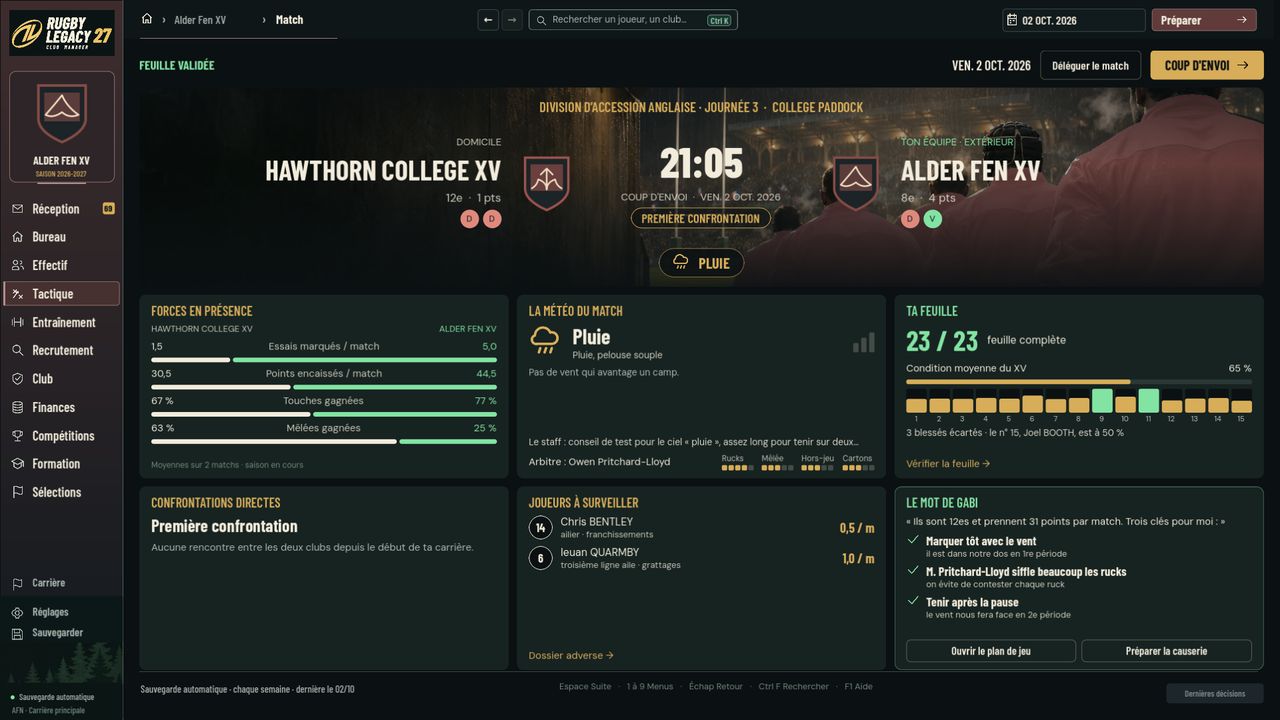 RUGBY
LEGACY 27
CLUB MANAGER
Alder Fen XV
Match
Rechercher un joueur, un club...
Ctrl K
02 OCT. 2026
Préparer
ALDER FEN XV
SAISON 2026-2027
Réception
Bureau
Effectif
Tactique
Entraînement
Recrutement
Club
Finances
Compétitions
Formation
Sélections
Carrière
Réglages
Sauvegarder
Sauvegarde automatique
AFN · Carrière principale
FEUILLE VALIDÉE
VEN. 2 OCT. 2026
Déléguer le match
COUP D'ENVOI
DIVISION D'ACCESSION ANGLAISE · JOURNÉE 3 · COLLEGE PADDOCK
DOMICILE
HAWTHORN COLLEGE XV
12e · 1 pts
D D
21:05
COUP D'ENVOI · VEN. 2 OCT. 2026
PREMIÈRE CONFRONTATION
PLUIE
TON ÉQUIPE · EXTÉRIEUR
ALDER FEN XV
8e · 4 pts
D V
FORCES EN PRÉSENCE
HAWTHORN COLLEGE XV ALDER FEN XV
1,5 Essais marqués / match 5,0
30,5 Points encaissés / match 44,5
67 % Touches gagnées 77 %
63 % Mêlées gagnées 25 %
Moyennes sur 2 matchs · saison en cours
LA MÉTÉO DU MATCH
Pluie
Pluie, pelouse souple
Pas de vent qui avantage un camp.
Le staff : conseil de test pour le ciel « pluie », assez long pour tenir sur deux...
Arbitre : Owen Pritchard-Lloyd
Rucks Mêlée Hors-jeu Cartons
TA FEUILLE
23 / 23 feuille complète
Condition moyenne du XV 65 %
1 2 3 4 5 6 7 8 9 10 11 12 13 14 15
3 blessés écartés · le n° 15, Joel BOOTH, est à 50 %
Vérifier la feuille →
CONFRONTATIONS DIRECTES
Première confrontation
Aucune rencontre entre les deux clubs depuis le début de ta carrière.
JOUEURS À SURVEILLER
14 Chris BENTLEY 0,5 / m
ailier · franchissements
6 Ieuan QUARMBY 1,0 / m
troisième ligne aile · grattages
Dossier adverse →
LE MOT DE GABI
« Ils sont 12es et prennent 31 points par match. Trois clés pour moi : »
Marquer tôt avec le vent
il est dans notre dos en 1re période
M. Pritchard-Lloyd siffle beaucoup les rucks
on évite de contester chaque ruck
Tenir après la pause
le vent nous fera face en 2e période
Ouvrir le plan de jeu
Préparer la causerie
Sauvegarde automatique · chaque semaine · dernière le 02/10
Espace Suite · 1 à 9 Menus · Échap Retour · Ctrl F Rechercher · F1 Aide
Dernières décisions